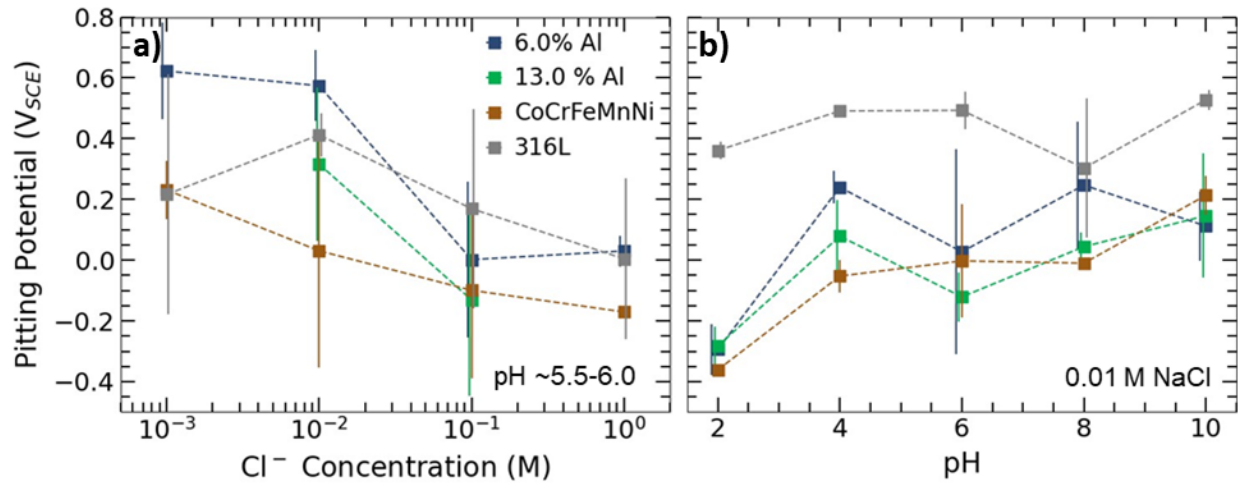 a)
0.8
0.6
0.4
0.2
0.0
−0.2
−0.4
Pitting Potential (V_SCE)
6.0% Al
13.0 % Al
CoCrFeMnNi
316L
pH ~5.5-6.0
10⁻³ 10⁻² 10⁻¹ 10⁰
Cl⁻ Concentration (M)
b)
0.01 M NaCl
2 4 6 8 10
pH